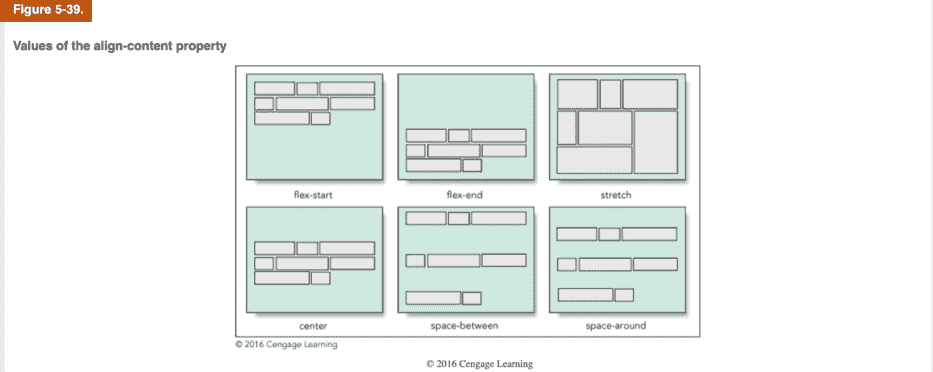 Figure 5-39.
Values of the align-content property
flex-start flex-end stretch
center space-between space-around
© 2016 Cengage Learning
© 2016 Cengage Learning